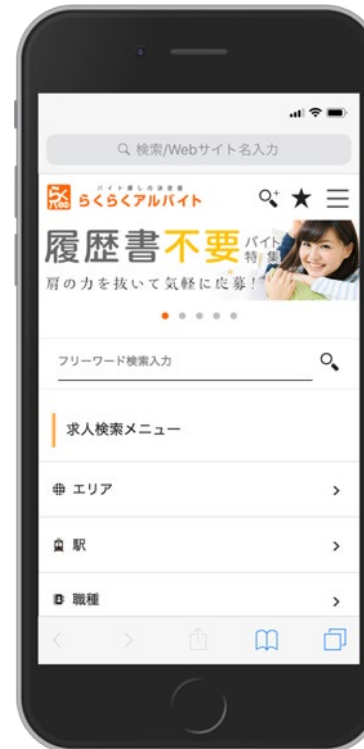 検索/Webサイト名入力
バイト探しの決定版
らくらくアルバイト
履歴書不要バイト特集
肩の力を抜いて気軽に応募!
フリーワード検索入力
求人検索メニュー
エリア
駅
職種